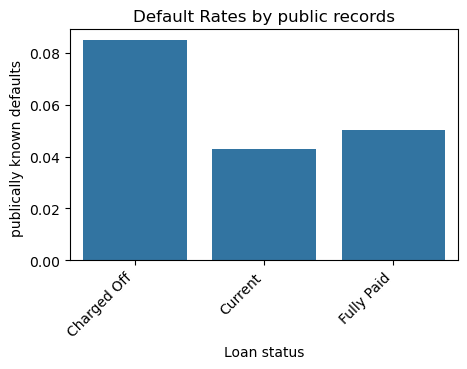 Default Rates by public records
publically known defaults
0.08
0.06
0.04
0.02
0.00
Charged Off
Current
Fully Paid
Loan status